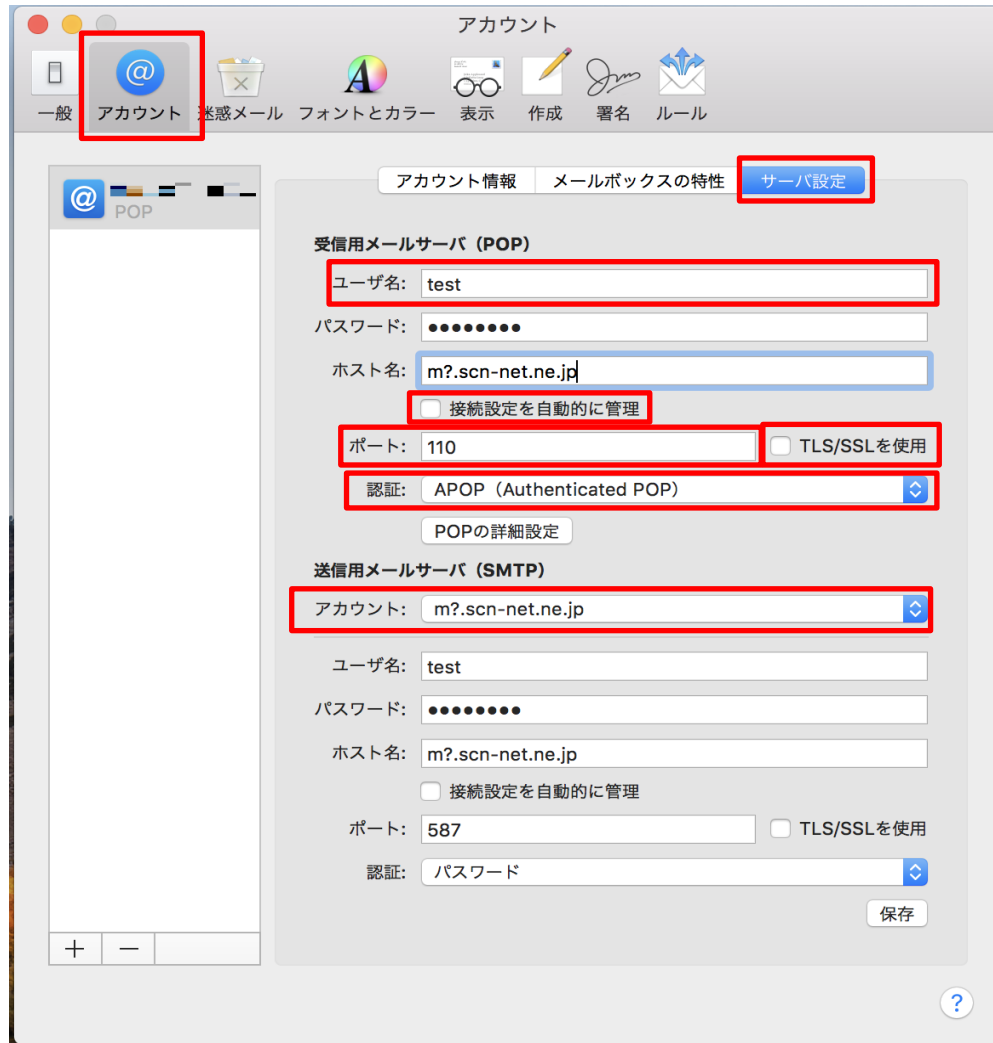 アカウント
一般 アカウント 迷惑メール フォントとカラー 表示 作成 署名 ルール
POP
アカウント情報 メールボックスの特性 サーバ設定
受信用メールサーバ（POP）
ユーザ名: test
パスワード: ●●●●●●●●
ホスト名: m?.scn-net.ne.jp
接続設定を自動的に管理
ポート: 110 TLS/SSLを使用
認証: APOP（Authenticated POP）
POPの詳細設定
送信用メールサーバ（SMTP）
アカウント: m?.scn-net.ne.jp
ユーザ名: test
パスワード: ●●●●●●●●
ホスト名: m?.scn-net.ne.jp
接続設定を自動的に管理
ポート: 587 TLS/SSLを使用
認証: パスワード
保存
+ −
?